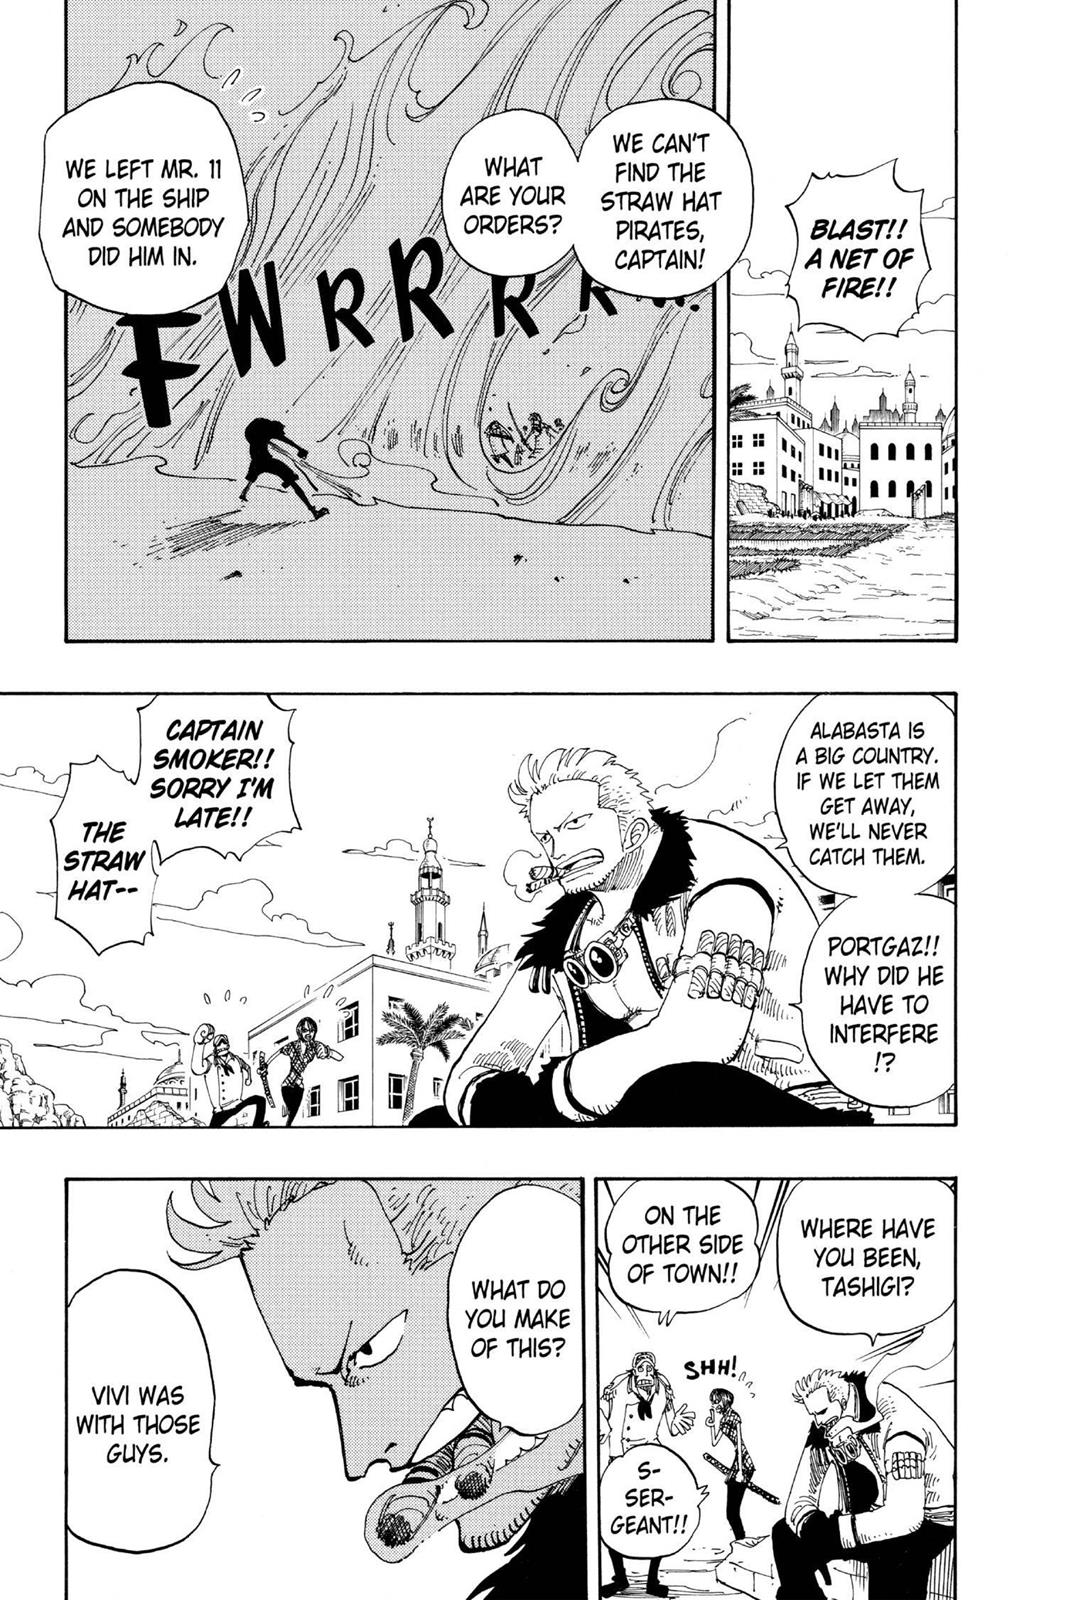 BLAST!!
A NET OF
FIRE!!
WE CAN'T
FIND THE
STRAW HAT
PIRATES,
CAPTAIN!
WHAT
ARE YOUR
ORDERS?
FWRRRRR
WE LEFT MR. 11
ON THE SHIP
AND SOMEBODY
DID HIM IN.
ALABASTA IS
A BIG COUNTRY.
IF WE LET THEM
GET AWAY,
WE'LL NEVER
CATCH THEM.
PORTGAZ!!
WHY DID HE
HAVE TO
INTERFERE
!?
CAPTAIN
SMOKER!!
SORRY I'M
LATE!!
THE
STRAW
HAT--
WHERE HAVE
YOU BEEN,
TASHIGI?
ON THE
OTHER SIDE
OF TOWN!!
SHH!
S-
SER-
GEANT!!
WHAT DO
YOU MAKE
OF THIS?
VIVI WAS
WITH THOSE
GUYS.